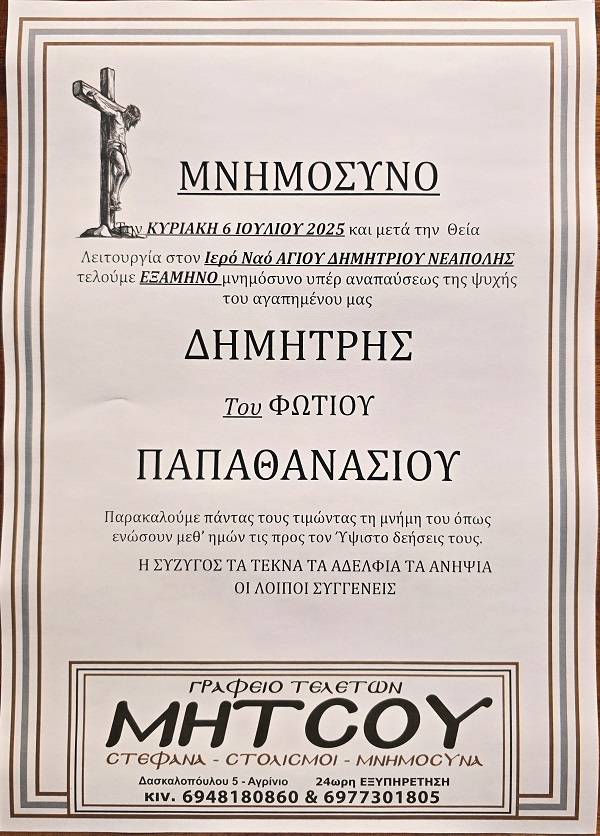 ΜΝΗΜΟΣΥΝΟ
Την ΚΥΡΙΑΚΗ 6 ΙΟΥΛΙΟΥ 2025 και μετά την Θεία
Λειτουργία στον Ιερό Ναό ΑΓΙΟΥ ΔΗΜΗΤΡΙΟΥ ΝΕΑΠΟΛΗΣ
τελούμε ΕΞΑΜΗΝΟ μνημόσυνο υπέρ αναπαύσεως της ψυχής
του αγαπημένου μας
ΔΗΜΗΤΡΗΣ
Του ΦΩΤΙΟΥ
ΠΑΠΑΘΑΝΑΣΙΟΥ
Παρακαλούμε πάντας τους τιμώντας τη μνήμη του όπως
ενώσουν μεθ’ ημών τις προς τον Ύψιστο δεήσεις τους.
Η ΣΥΖΥΓΟΣ ΤΑ ΤΕΚΝΑ ΤΑ ΑΔΕΛΦΙΑ ΤΑ ΑΝΗΨΙΑ
ΟΙ ΛΟΙΠΟΙ ΣΥΓΓΕΝΕΙΣ
ΓΡΑΦΕΙΟ ΤΕΛΕΤΩΝ
ΜΗΤΣΟΥ
ΣΤΕΦΑΝΑ - ΣΤΟΛΙΣΜΟΙ - ΜΝΗΜΟΣΥΝΑ
Δασκαλοπούλου 5 - Αγρίνιο 24ωρη ΕΞΥΠΗΡΕΤΗΣΗ
κιν. 6948180860 & 6977301805